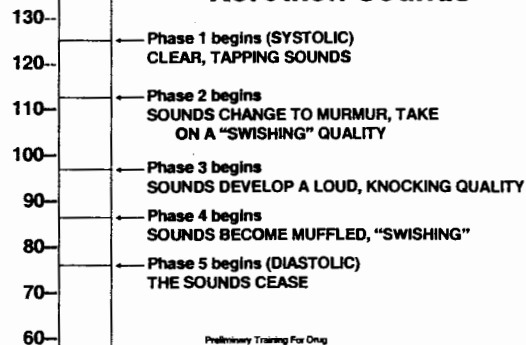 130--
Phase 1 begins (SYSTOLIC)
CLEAR, TAPPING SOUNDS
120--
Phase 2 begins
110--
SOUNDS CHANGE TO MURMUR, TAKE
ON A "SWISHING" QUALITY
100--
Phase 3 begins
SOUNDS DEVELOP A LOUD, KNOCKING QUALITY
90--
Phase 4 begins
SOUNDS BECOME MUFFLED, "SWISHING"
80--
Phase 5 begins (DIASTOLIC)
THE SOUNDS CEASE
70--
60--
Preliminary Training For Drug